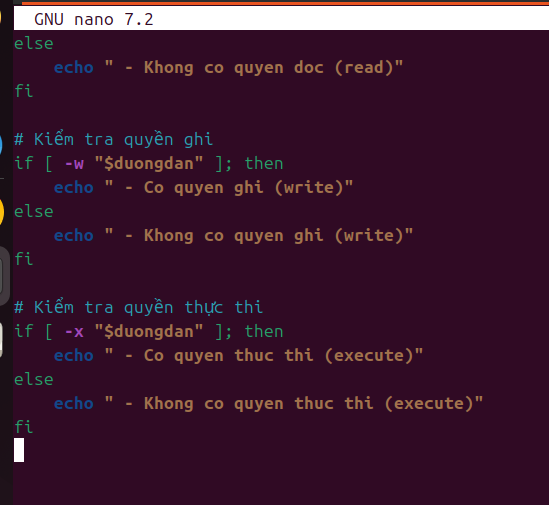 GNU nano 7.2
else
    echo " - Khong co quyen doc (read)"
fi

# Kiểm tra quyền ghi
if [ -w "$duongdan" ]; then
    echo " - Co quyen ghi (write)"
else
    echo " - Khong co quyen ghi (write)"
fi

# Kiểm tra quyền thực thi
if [ -x "$duongdan" ]; then
    echo " - Co quyen thuc thi (execute)"
else
    echo " - Khong co quyen thuc thi (execute)"
fi